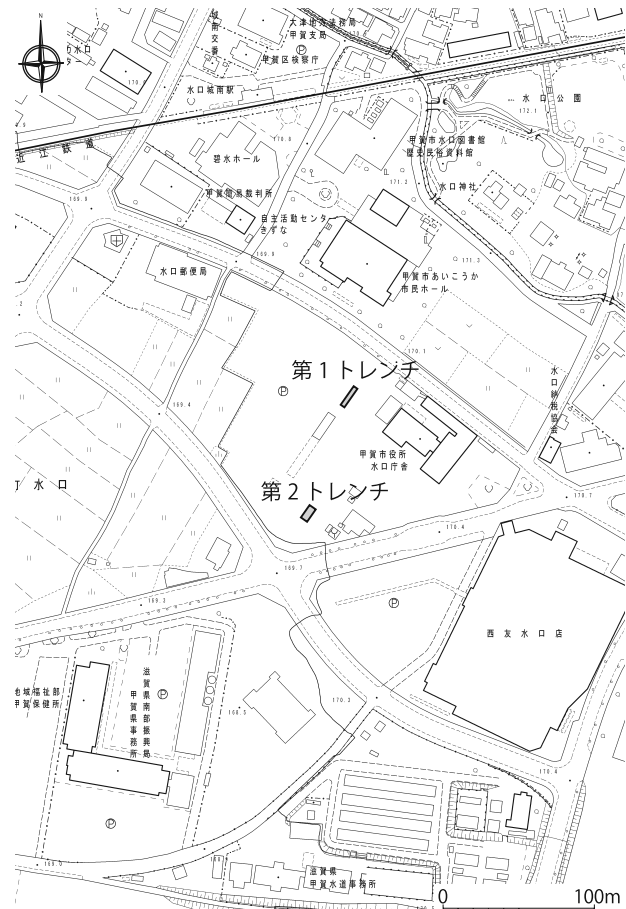 N
大津地方法務局
甲賀支局
甲賀区検察庁
水口城南駅
近江鉄道
碧水ホール
甲賀簡易裁判所
水口公園
甲賀市水口図書館
歴史民俗資料館
水口神社
自主活動センター
きずな
水口郵便局
甲賀市あいこうか
市民ホール
第1トレンチ
水口納税協会
甲賀市役所
水口庁舎
第2トレンチ
水口
西友水口店
地域福祉部
甲賀保健所
滋賀県南部振興局
甲賀県事務所
滋賀県
甲賀水道事務所
0 100m